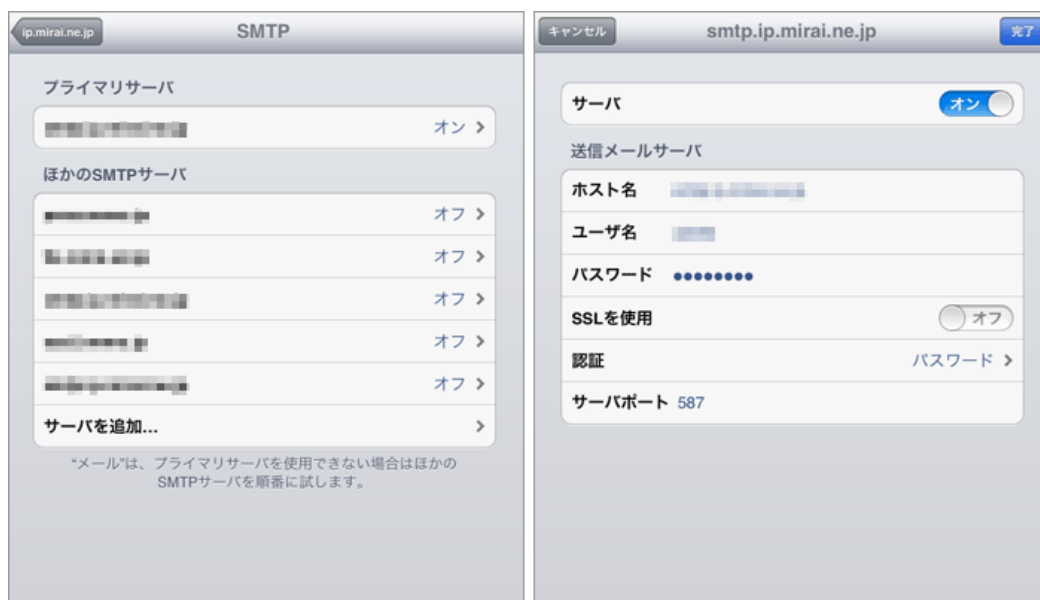 ip.mirai.ne.jp
SMTP
プライマリサーバ
オン
ほかのSMTPサーバ
オフ
オフ
オフ
オフ
オフ
サーバを追加...
“メール”は、プライマリサーバを使用できない場合はほかの
SMTPサーバを順番に試します。
キャンセル
smtp.ip.mirai.ne.jp
完了
サーバ オン
送信メールサーバ
ホスト名
ユーザ名
パスワード ●●●●●●●●
SSLを使用 オフ
認証 パスワード
サーバポート 587